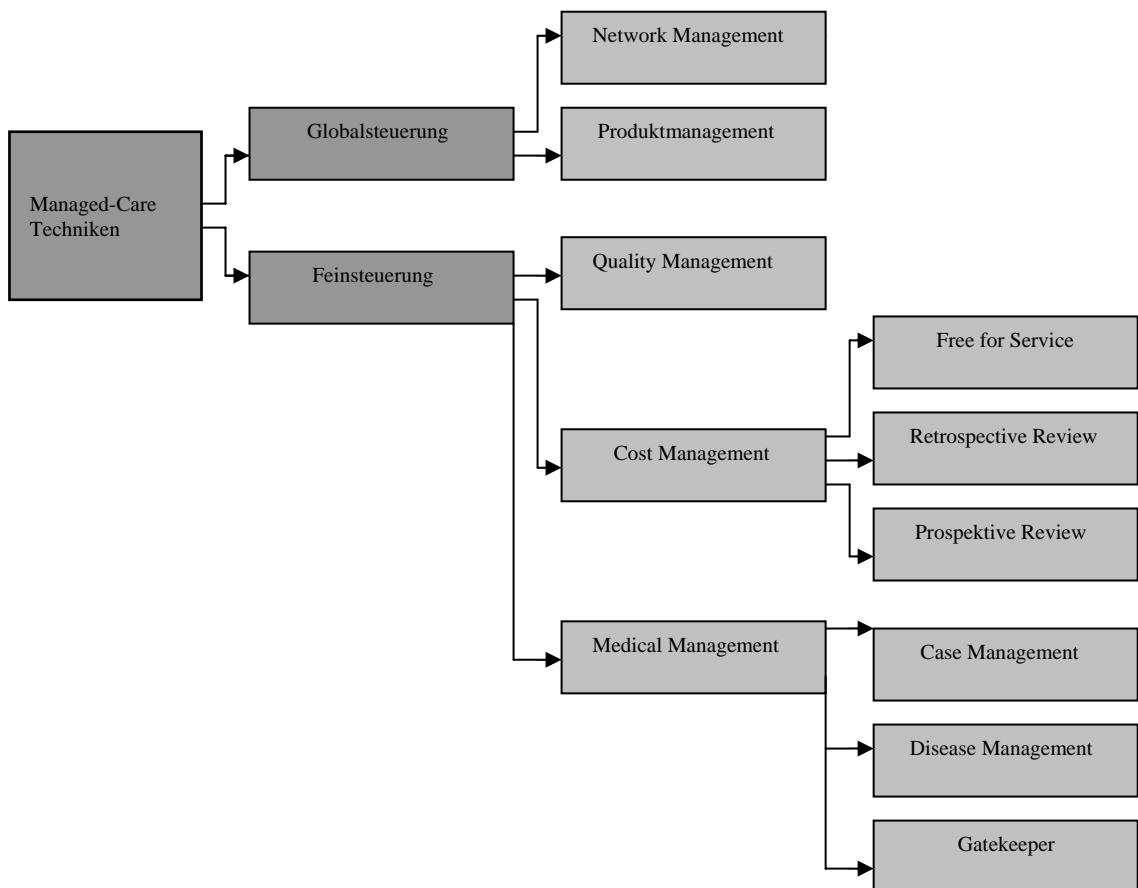 Network Management
Globalsteuerung
Produktmanagement
Managed-Care
Techniken
Feinsteuerung
Quality Management
Free for Service
Cost Management
Retrospective Review
Prospektive Review
Medical Management
Case Management
Disease Management
Gatekeeper